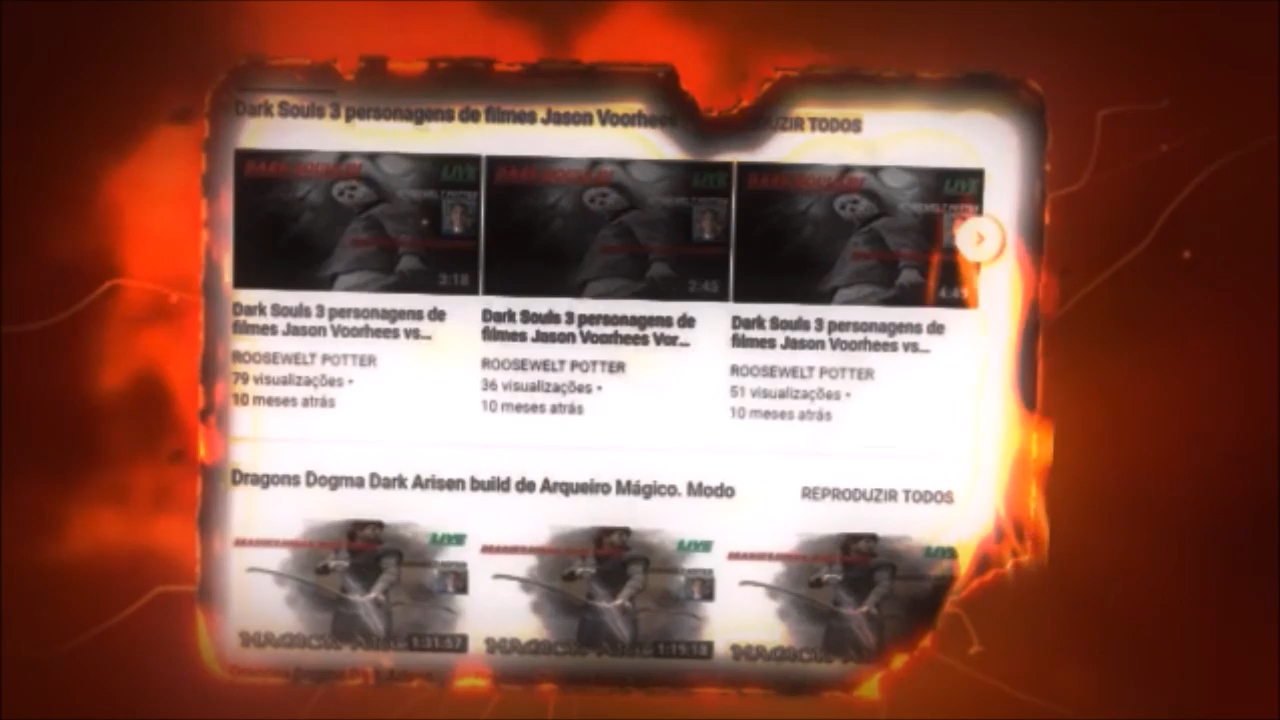 Dark Souls 3 personagens de filmes Jason Voorhees
UZIR TODOS
LIVE
LIVE
LIVE
3:18
2:45
Dark Souls 3 personagens de
filmes Jason Voorhees vs...
ROOSEWELT POTTER
79 visualizações •
10 meses atrás
Dark Souls 3 personagens de
filmes Jason Voorhees Vor...
ROOSEWELT POTTER
36 visualizações •
10 meses atrás
Dark Souls 3 personagens de
filmes Jason Voorhees vs...
ROOSEWELT POTTER
51 visualizações •
10 meses atrás
Dragons Dogma Dark Arisen build de Arqueiro Mágico. Modo
REPRODUZIR TODOS
LIVE
LIVE
LIVE
1:31:57
1:19:18